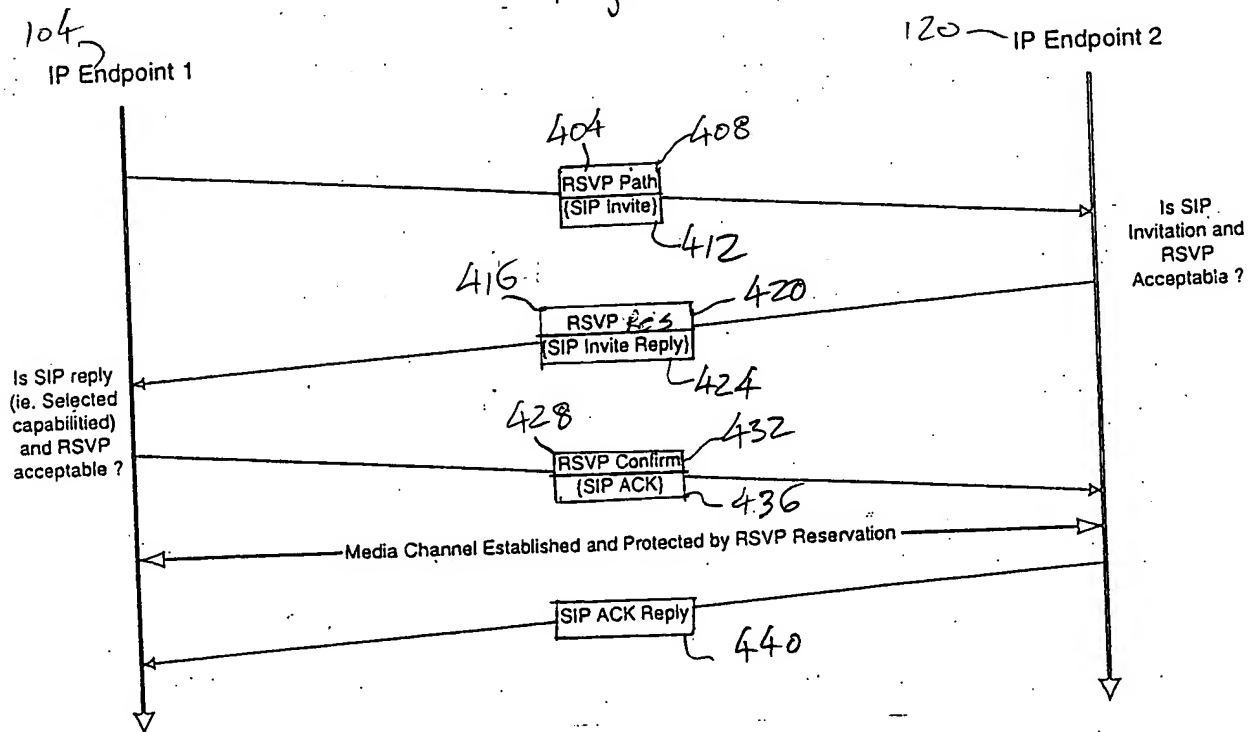 104
120
IP Endpoint 1
IP Endpoint 2
404
408
RSVP Path
{SIP Invite}
412
Is SIP
Invitation and
RSVP
Acceptable ?
416
420
RSVP Res
{SIP Invite Reply}
424
Is SIP reply
(ie. Selected
capabilitied)
and RSVP
acceptable ?
428
432
RSVP Confirm
{SIP ACK}
436
Media Channel Established and Protected by RSVP Reservation
SIP ACK Reply
440